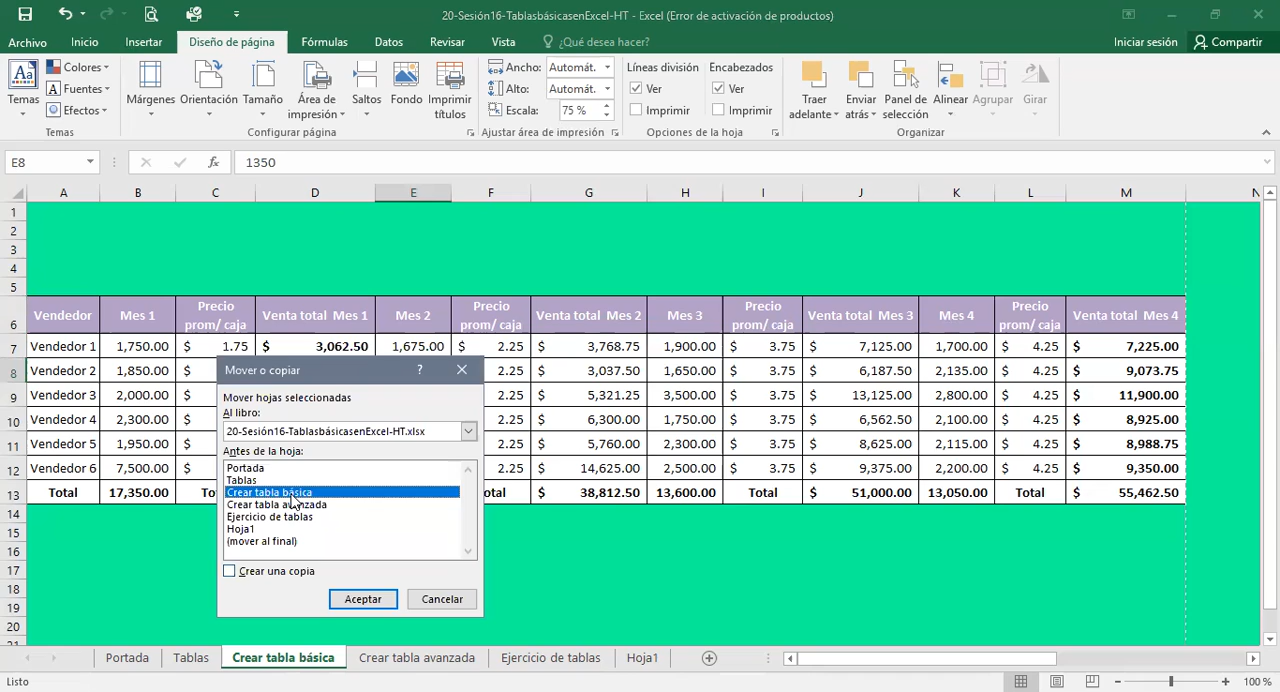 20-Sesión16-TablasbásicasenExcel-HT - Excel (Error de activación de productos)
Archivo Inicio Insertar Diseño de página Fórmulas Datos Revisar Vista ¿Qué desea hacer? Iniciar sesión Compartir
Temas
Colores
Fuentes
Efectos
Temas
Márgenes Orientación Tamaño Área de impresión Saltos Fondo Imprimir títulos
Configurar página
Ancho: Automát.
Alto: Automát.
Escala: 75 %
Ajustar área de impresión
Líneas división Encabezados
Ver Ver
Imprimir Imprimir
Opciones de la hoja
Traer adelante Enviar atrás Panel de selección Alinear Agrupar Girar
Organizar
E8 fx 1350
A B C D E F G H I J K L M N
1
2
3
4
5
6 Vendedor Mes 1 Precio prom/ caja Venta total Mes 1 Mes 2 Precio prom/ caja Venta total Mes 2 Mes 3 Precio prom/ caja Venta total Mes 3 Mes 4 Precio prom/ caja Venta total Mes 4
7 Vendedor 1 1,750.00 $ 1.75 $ 3,062.50 1,675.00 $ 2.25 $ 3,768.75 1,900.00 $ 3.75 $ 7,125.00 1,700.00 $ 4.25 $ 7,225.00
8 Vendedor 2 1,850.00 $ 2.25 $ 3,037.50 1,650.00 $ 3.75 $ 6,187.50 2,135.00 $ 4.25 $ 9,073.75
9 Vendedor 3 2,000.00 $ 2.25 $ 5,321.25 3,500.00 $ 3.75 $ 13,125.00 2,800.00 $ 4.25 $ 11,900.00
10 Vendedor 4 2,300.00 $ 2.25 $ 6,300.00 1,750.00 $ 3.75 $ 6,562.50 2,100.00 $ 4.25 $ 8,925.00
11 Vendedor 5 1,950.00 $ 2.25 $ 5,760.00 2,300.00 $ 3.75 $ 8,625.00 2,115.00 $ 4.25 $ 8,988.75
12 Vendedor 6 7,500.00 $ 2.25 $ 14,625.00 2,500.00 $ 3.75 $ 9,375.00 2,200.00 $ 4.25 $ 9,350.00
13 Total 17,350.00 $ 38,812.50 13,600.00 Total $ 51,000.00 13,050.00 Total $ 55,462.50
14
15
16
17
18
19
20
Mover o copiar ?
Mover hojas seleccionadas
Al libro:
20-Sesión16-TablasbásicasenExcel-HT.xlsx
Antes de la hoja:
Portada
Tablas
Crear tabla básica
Crear tabla avanzada
Ejercicio de tablas
Hoja1
(mover al final)
Crear una copia
Aceptar Cancelar
Portada Tablas Crear tabla básica Crear tabla avanzada Ejercicio de tablas Hoja1
Listo 100 %